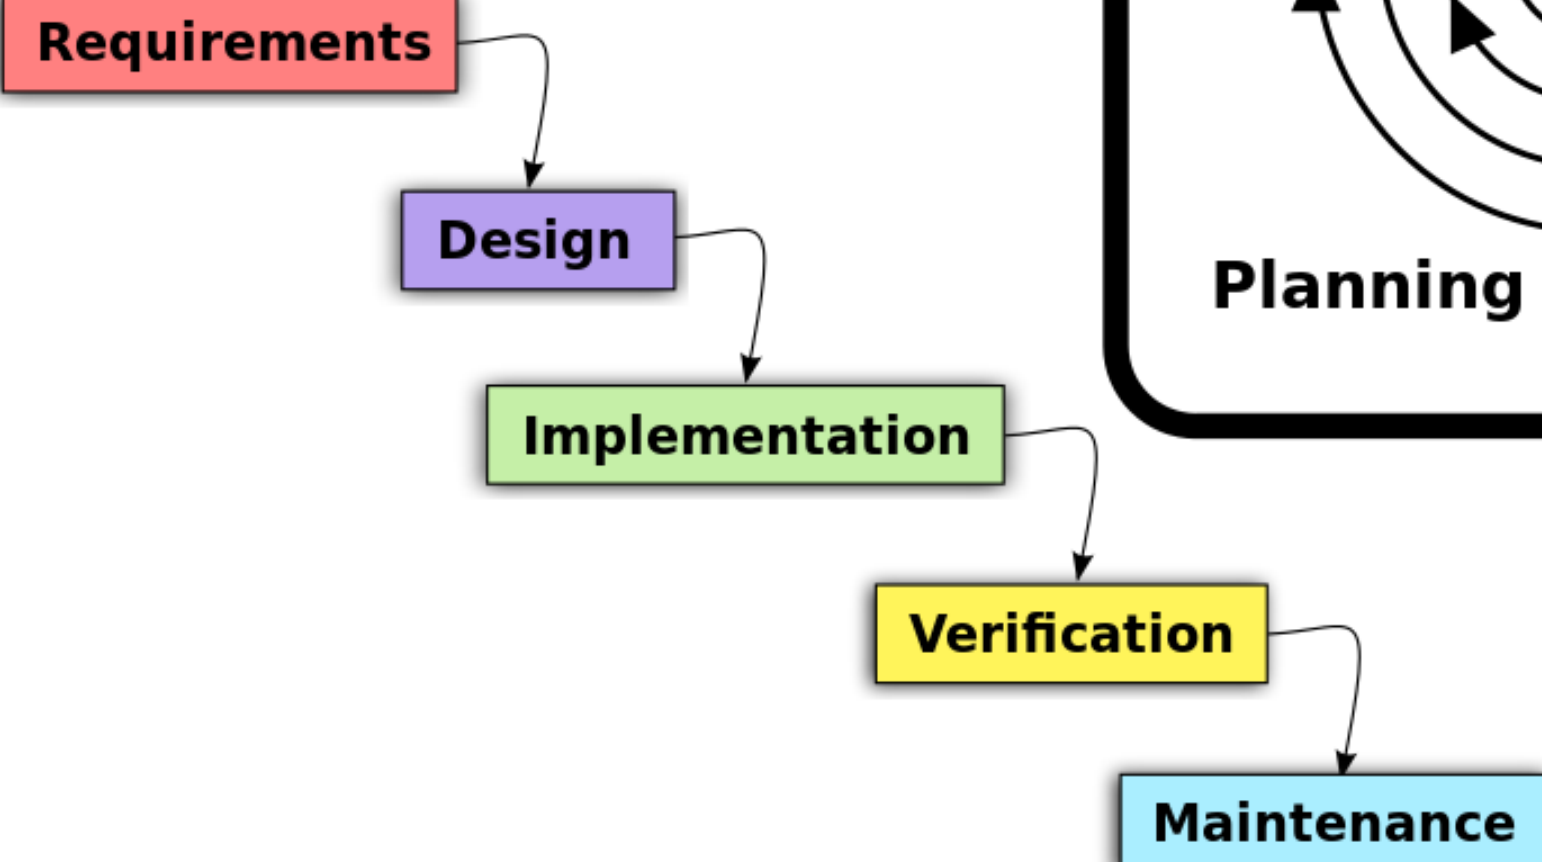 Requirements
Design
Planning
Implementation
Verification
Maintenance